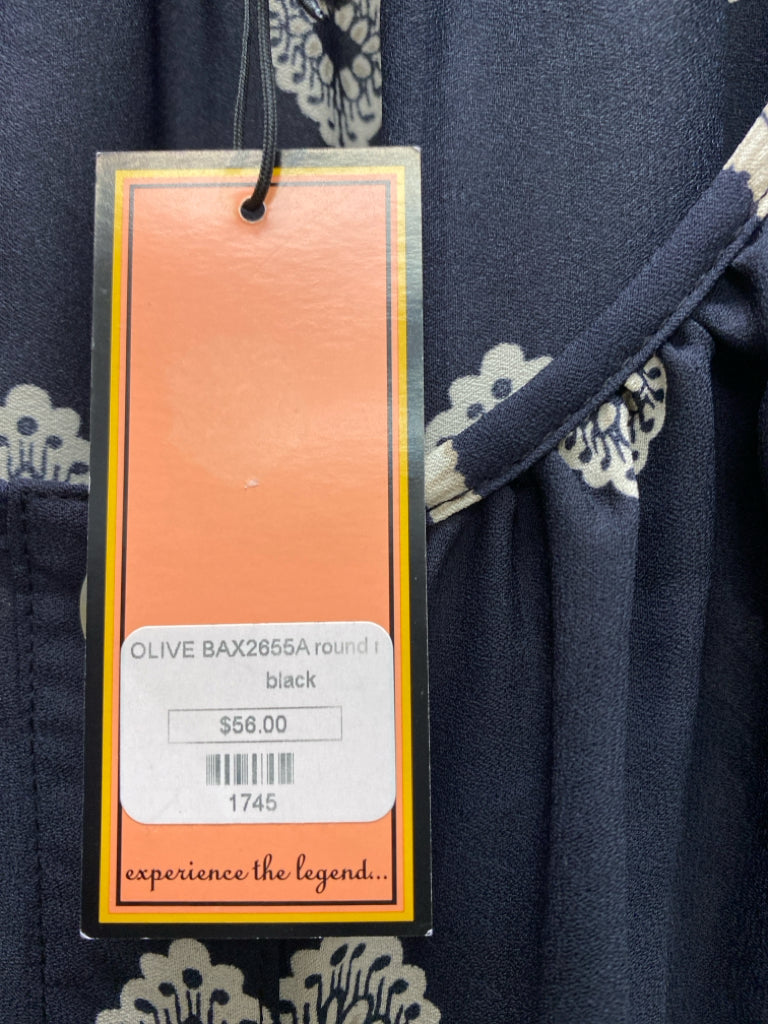 OLIVE BAX2655A round
black
$56.00
1745
experience the legend...